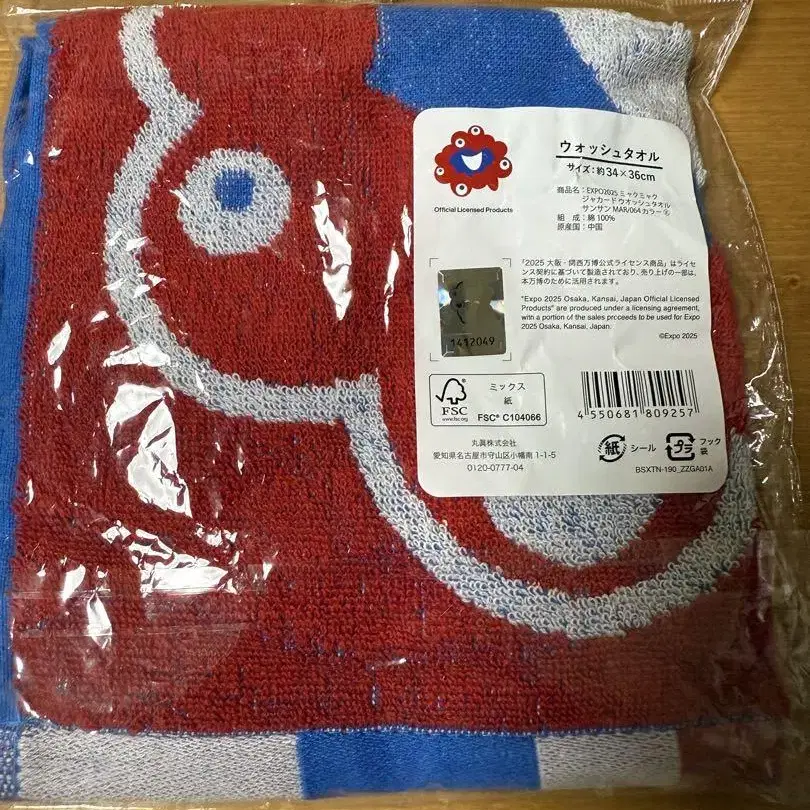 ウォッシュタオル
サイズ:約34×36cm
Official Licensed Products
商品名:EXPO2025 ミャクミャク
ジャカード ウオッシュタオル
サンサン MAR/064 カラー②
組 成:綿100%
原産国:中国
「2025 大阪・関西万博公式ライセンス商品」はライセ
ンス契約に基づいて製造されており、売り上げの一部は、
本万博のために活用されます。
"Expo 2025 Osaka, Kansai, Japan Official Licensed
Products" are produced under a licensing agreement,
with a portion of the sales proceeds to be used for Expo
2025 Osaka, Kansai, Japan.
©Expo 2025
1412049
FSC
www.fsc.org
ミックス
紙
FSC® C104066
4 550681 809257
丸眞株式会社
愛知県名古屋市守山区小幡南 1-1-5
0120-0777-04
紙 シール
プラ フック
袋
BSXTN-190_ZZGA01A